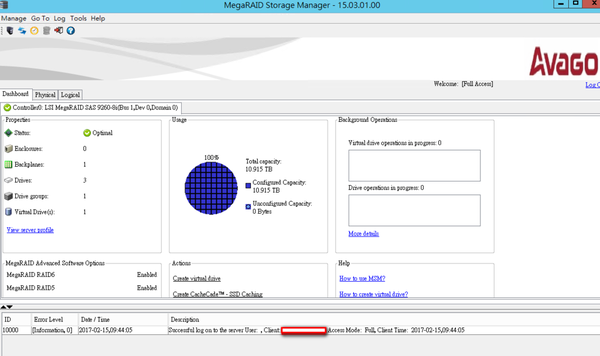 MegaRAID Storage Manager - 15.03.01.00
Manage Go To Log Tools Help
Avago
Welcome: [Full Access]
Log
Dashboard Physical Logical
Controller0: LSI MegaRAID SAS 9260-8i(Bus 1,Dev 0,Domain 0)
Properties
Status: Optimal
Enclosures: 0
Backplanes: 1
Drives: 3
Drive groups: 1
Virtual Drive(s): 1
View server profile
Usage
100%
Total capacity:
10.915 TB
Configured Capacity:
10.915 TB
Unconfigured Capacity:
0 Bytes
Background Operations
Virtual drive operations in progress: 0
Drive operations in progress: 0
More details
MegaRAID Advanced Software Options
MegaRAID RAID6 Enabled
MegaRAID RAID5 Enabled
Actions
Create virtual drive
Create CacheCade™ - SSD Caching
Help
How to use MSM?
How to create virtual drive?
ID Error Level Date / Time Description
10000 [Information, 0] 2017-02-15,09:44:05 Successful log on to the server User: , Client: Access Mode: Full, Client Time: 2017-02-15,09:44:05